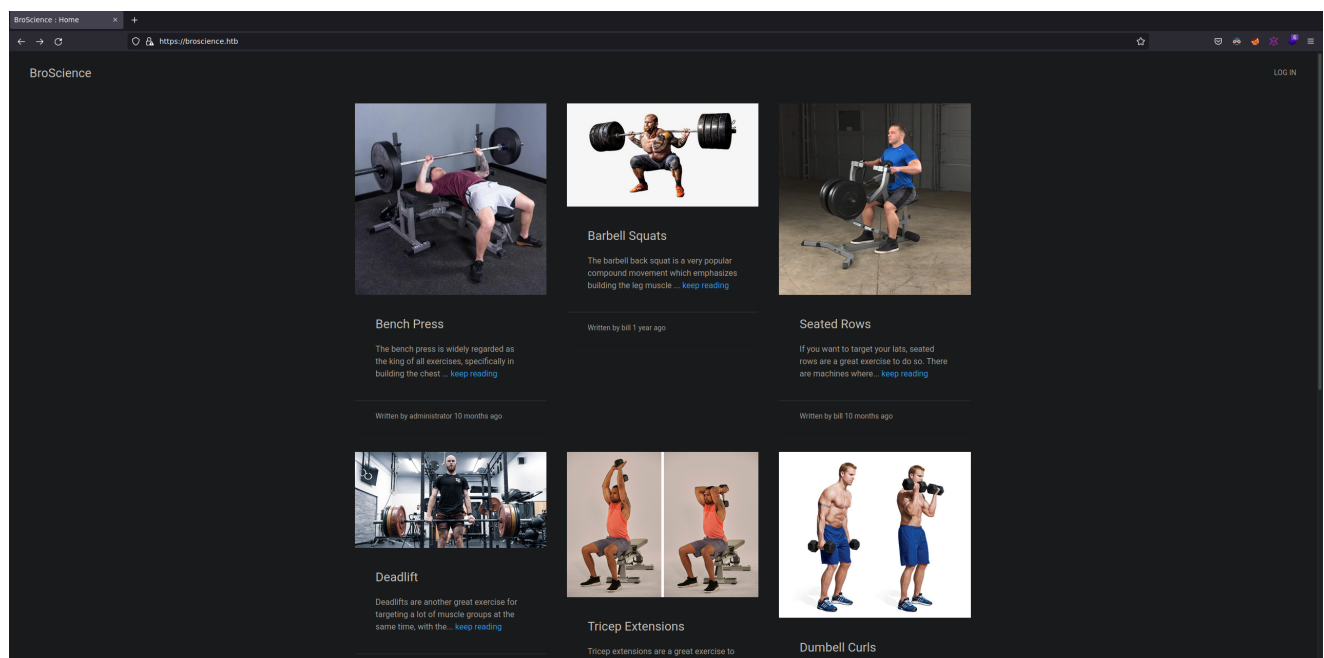 BroScience : Home
https://broscience.htb
BroScience
LOG IN
Bench Press
The bench press is widely regarded as
the king of all exercises, specifically in
building the chest ... keep reading
Written by administrator 10 months ago
Barbell Squats
The barbell back squat is a very popular
compound movement which emphasizes
building the leg muscle ... keep reading
Written by bill 1 year ago
Seated Rows
If you want to target your lats, seated
rows are a great exercise to do so. There
are machines where... keep reading
Written by bill 10 months ago
Deadlift
Deadlifts are another great exercise for
targeting a lot of muscle groups at the
same time, with the... keep reading
Tricep Extensions
Tricep extensions are a great exercise to
Dumbell Curls